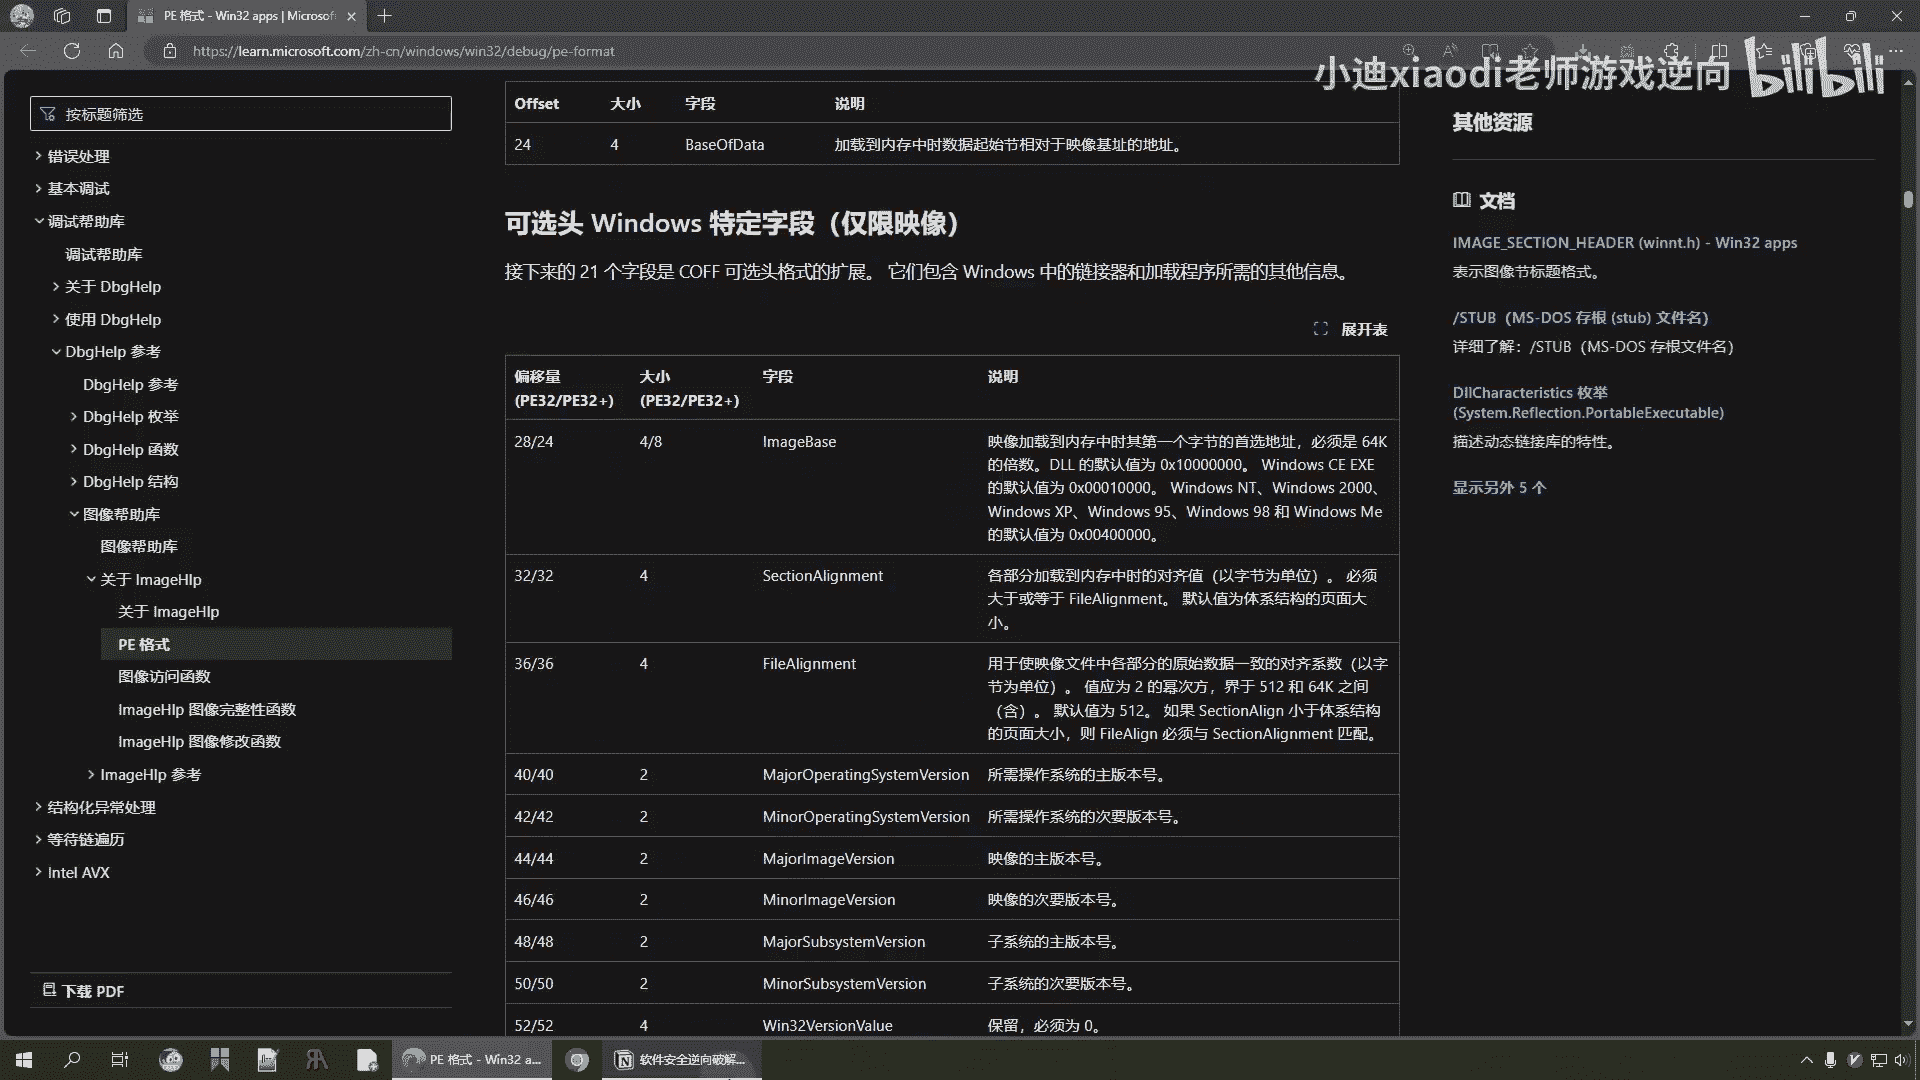 PE 格式 - Win32 apps | Microsof
https://learn.microsoft.com/zh-cn/windows/win32/debug/pe-format
小迪xiaodi老师游戏逆向 bilibili
按标题筛选
错误处理
基本调试
调试帮助库
调试帮助库
关于 DbgHelp
使用 DbgHelp
DbgHelp 参考
DbgHelp 参考
DbgHelp 枚举
DbgHelp 函数
DbgHelp 结构
图像帮助库
图像帮助库
关于 ImageHlp
关于 ImageHlp
PE 格式
图像访问函数
ImageHlp 图像完整性函数
ImageHlp 图像修改函数
ImageHlp 参考
结构化异常处理
等待链遍历
Intel AVX
下载 PDF
Offset 大小 字段 说明
24 4 BaseOfData 加载到内存中时数据起始节相对于映像基址的地址。
可选头 Windows 特定字段（仅限映像）
接下来的 21 个字段是 COFF 可选头格式的扩展。 它们包含 Windows 中的链接器和加载程序所需的其他信息。
展开表
偏移量 大小 字段 说明
(PE32/PE32+) (PE32/PE32+)
28/24 4/8 ImageBase 映像加载到内存中时其第一个字节的首选地址，必须是 64K
的倍数。DLL 的默认值为 0x10000000。 Windows CE EXE
的默认值为 0x00010000。 Windows NT、Windows 2000、
Windows XP、Windows 95、Windows 98 和 Windows Me
的默认值为 0x00400000。
32/32 4 SectionAlignment 各部分加载到内存中时的对齐值（以字节为单位）。 必须
大于或等于 FileAlignment。 默认值为体系结构的页面大
小。
36/36 4 FileAlignment 用于使映像文件中各部分的原始数据一致的对齐系数（以字
节为单位）。 值应为 2 的幂次方，界于 512 和 64K 之间
（含）。 默认值为 512。 如果 SectionAlign 小于体系结构
的页面大小，则 FileAlign 必须与 SectionAlignment 匹配。
40/40 2 MajorOperatingSystemVersion 所需操作系统的主版本号。
42/42 2 MinorOperatingSystemVersion 所需操作系统的次要版本号。
44/44 2 MajorImageVersion 映像的主版本号。
46/46 2 MinorImageVersion 映像的次要版本号。
48/48 2 MajorSubsystemVersion 子系统的主版本号。
50/50 2 MinorSubsystemVersion 子系统的次要版本号。
52/52 4 Win32VersionValue 保留，必须为 0。
其他资源
文档
IMAGE_SECTION_HEADER (winnt.h) - Win32 apps
表示图像节标题格式。
/STUB（MS-DOS 存根 (stub) 文件名）
详细了解：/STUB（MS-DOS 存根文件名）
DllCharacteristics 枚举
(System.Reflection.PortableExecutable)
描述动态链接库的特性。
显示另外 5 个
PE 格式 - Win32 a...
软件安全逆向破解...